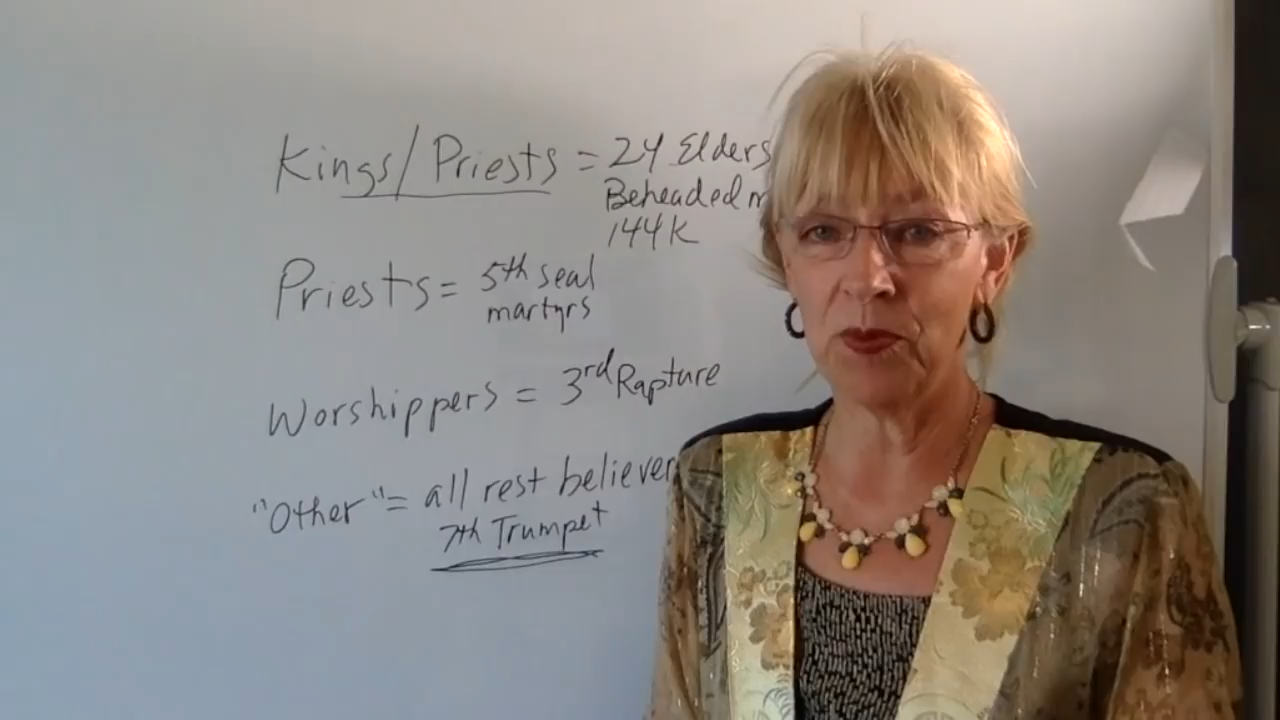 Kings/Priests = 24 Elders
Beheaded
144K
Priests = 5th seal
martyrs
Worshippers = 3rd Rapture
"Other" = all rest believer
7th Trumpet